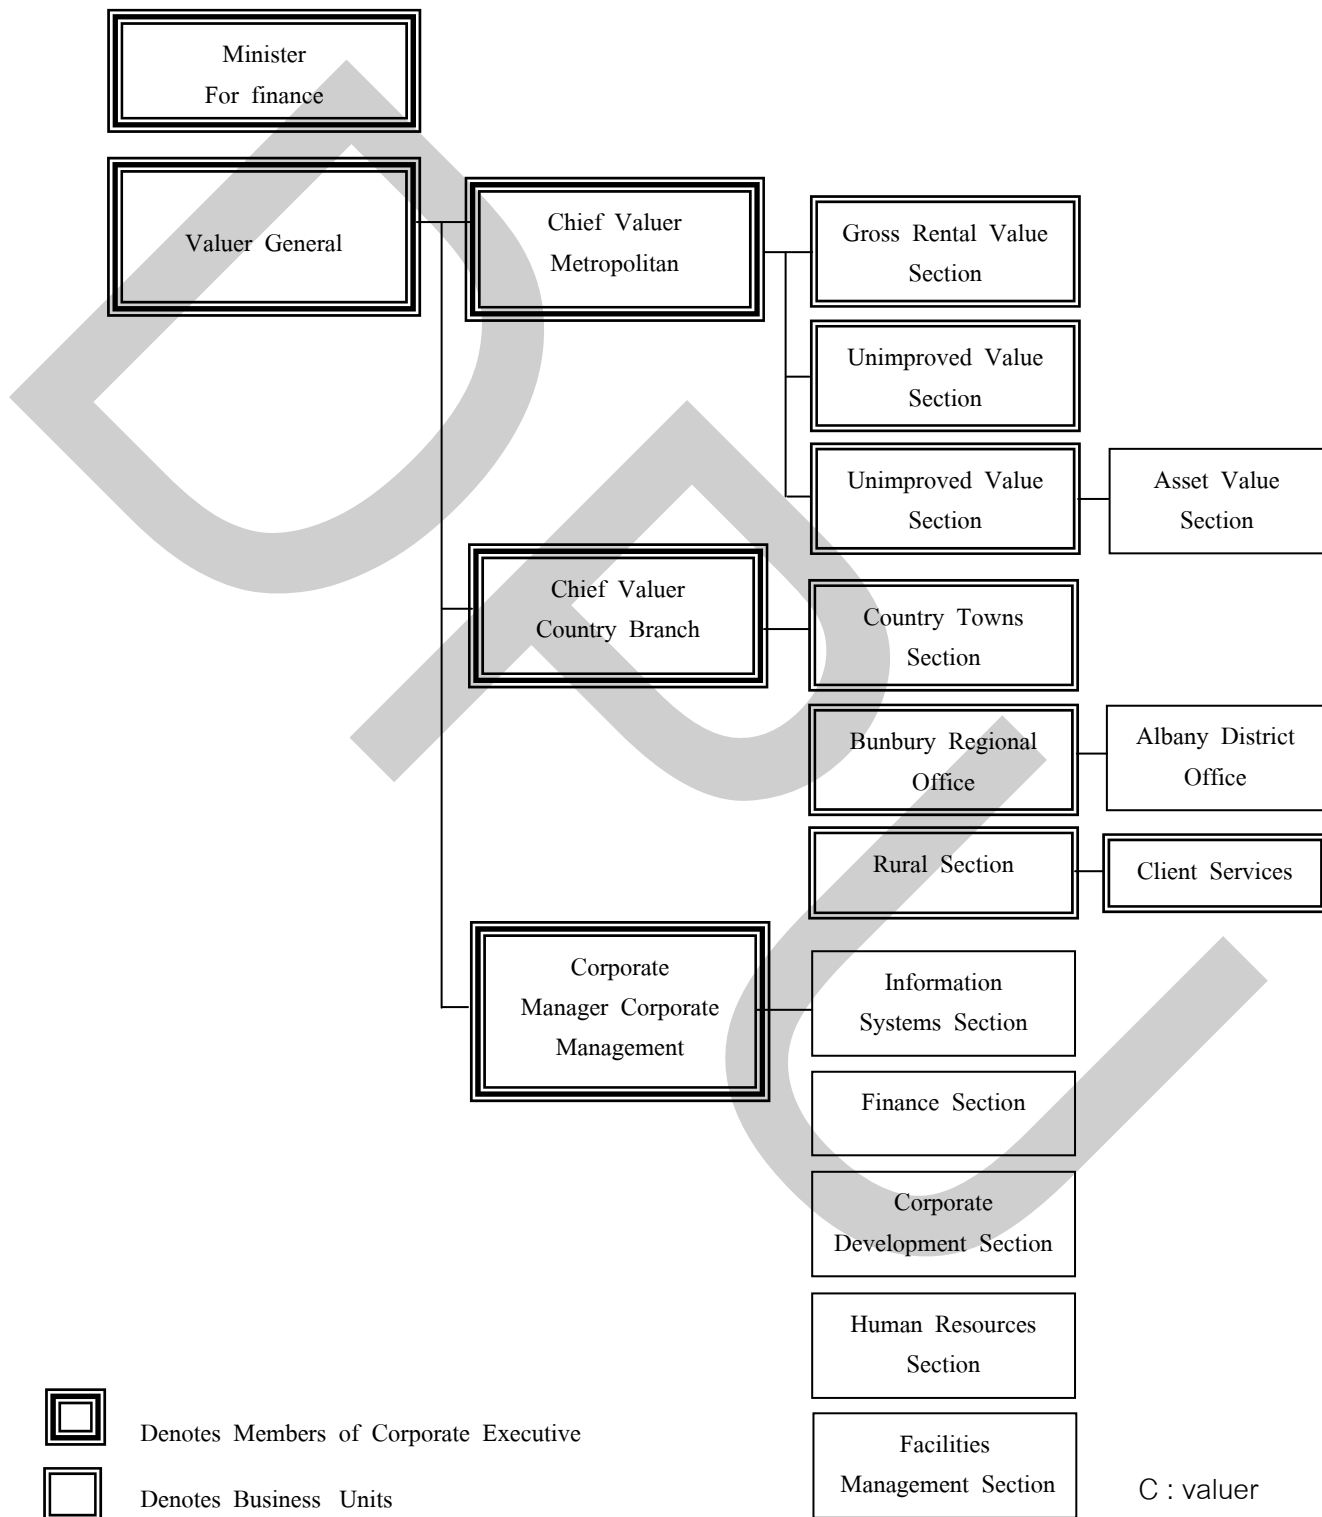 Minister
For finance
Valuer General
Chief Valuer
Metropolitan
Gross Rental Value
Section
Unimproved Value
Section
Unimproved Value
Section
Asset Value
Section
Chief Valuer
Country Branch
Country Towns
Section
Bunbury Regional
Office
Albany District
Office
Rural Section
Client Services
Corporate
Manager Corporate
Management
Information
Systems Section
Finance Section
Corporate
Development Section
Human Resources
Section
Facilities
Management Section
Denotes Members of Corporate Executive
Denotes Business Units
C : valuer
DPU